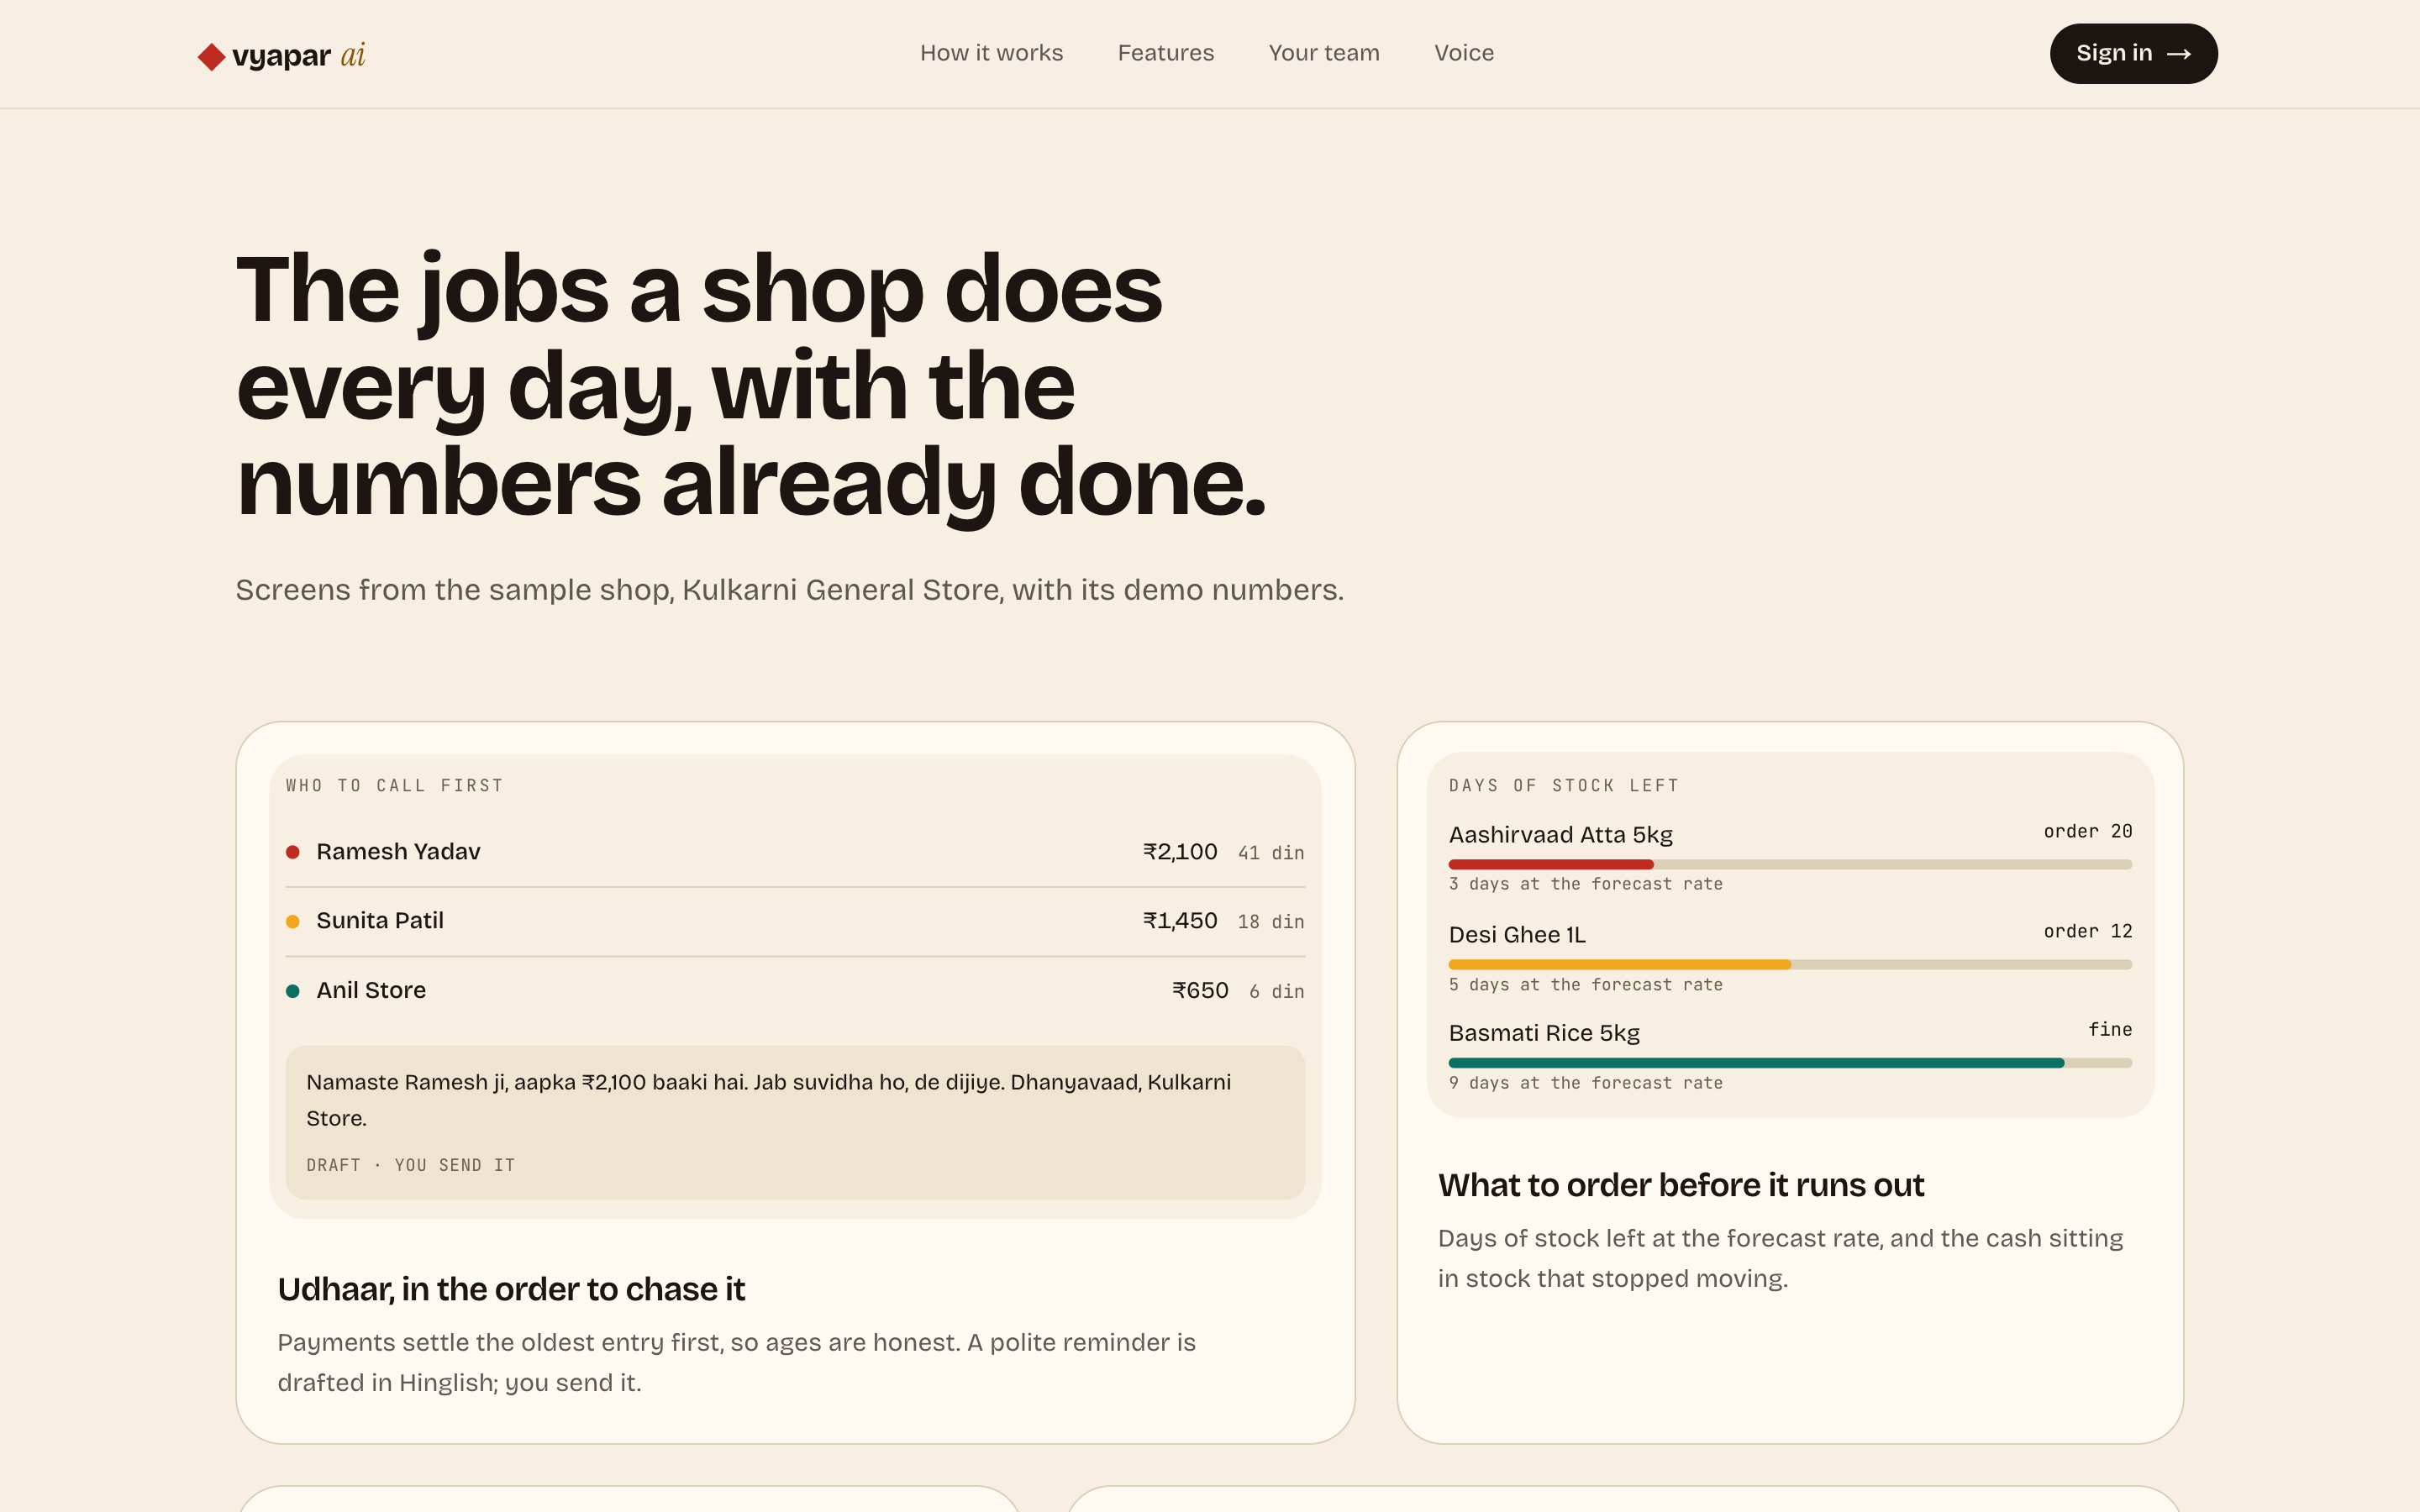 vyapar ai
How it works
Features
Your team
Voice
Sign in →
The jobs a shop does
every day, with the
numbers already done.
Screens from the sample shop, Kulkarni General Store, with its demo numbers.
WHO TO CALL FIRST
Ramesh Yadav ₹2,100 41 din
Sunita Patil ₹1,450 18 din
Anil Store ₹650 6 din
Namaste Ramesh ji, aapka ₹2,100 baaki hai. Jab suvidha ho, de dijiye. Dhanyavaad, Kulkarni
Store.
DRAFT · YOU SEND IT
Udhaar, in the order to chase it
Payments settle the oldest entry first, so ages are honest. A polite reminder is
drafted in Hinglish; you send it.
DAYS OF STOCK LEFT
Aashirvaad Atta 5kg order 20
3 days at the forecast rate
Desi Ghee 1L order 12
5 days at the forecast rate
Basmati Rice 5kg fine
9 days at the forecast rate
What to order before it runs out
Days of stock left at the forecast rate, and the cash sitting
in stock that stopped moving.